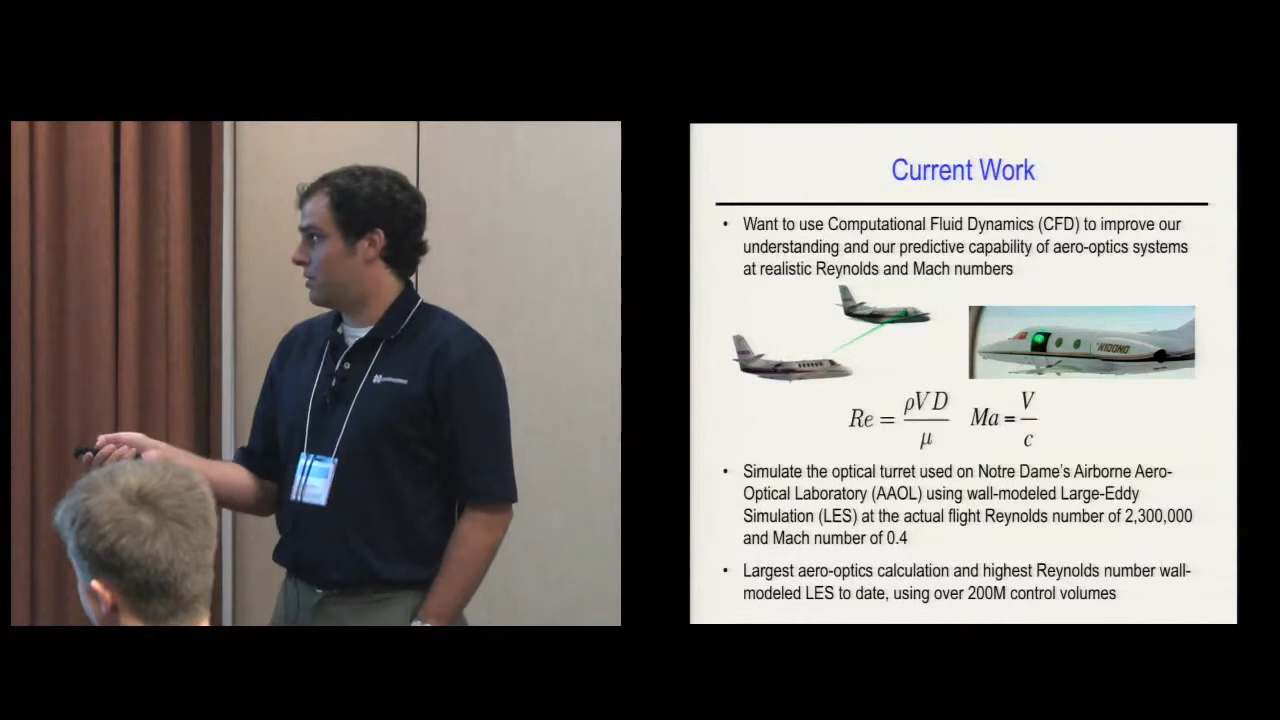 Current Work
• Want to use Computational Fluid Dynamics (CFD) to improve our
understanding and our predictive capability of aero-optics systems
at realistic Reynolds and Mach numbers
N100ND
Re = ρVD/μ Ma = V/c
• Simulate the optical turret used on Notre Dame's Airborne Aero-
Optical Laboratory (AAOL) using wall-modeled Large-Eddy
Simulation (LES) at the actual flight Reynolds number of 2,300,000
and Mach number of 0.4
• Largest aero-optics calculation and highest Reynolds number wall-
modeled LES to date, using over 200M control volumes